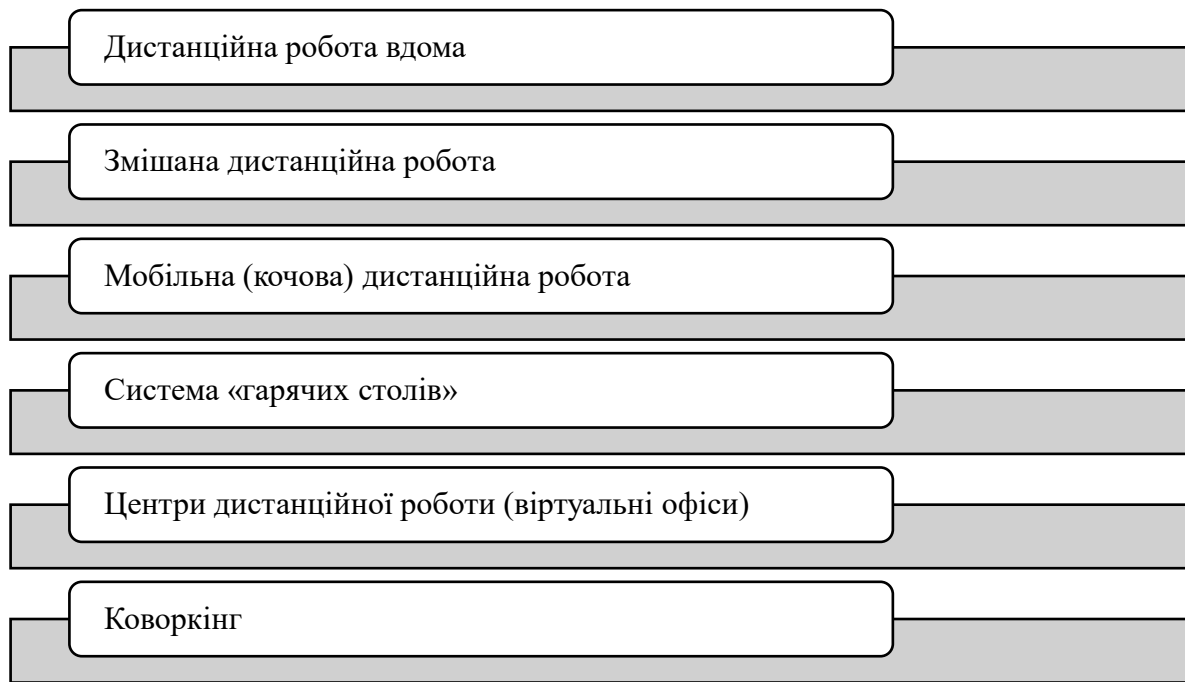 Дистанційна робота вдома
Змішана дистанційна робота
Мобільна (кочова) дистанційна робота
Система «гарячих столів»
Центри дистанційної роботи (віртуальні офіси)
Коворкінг